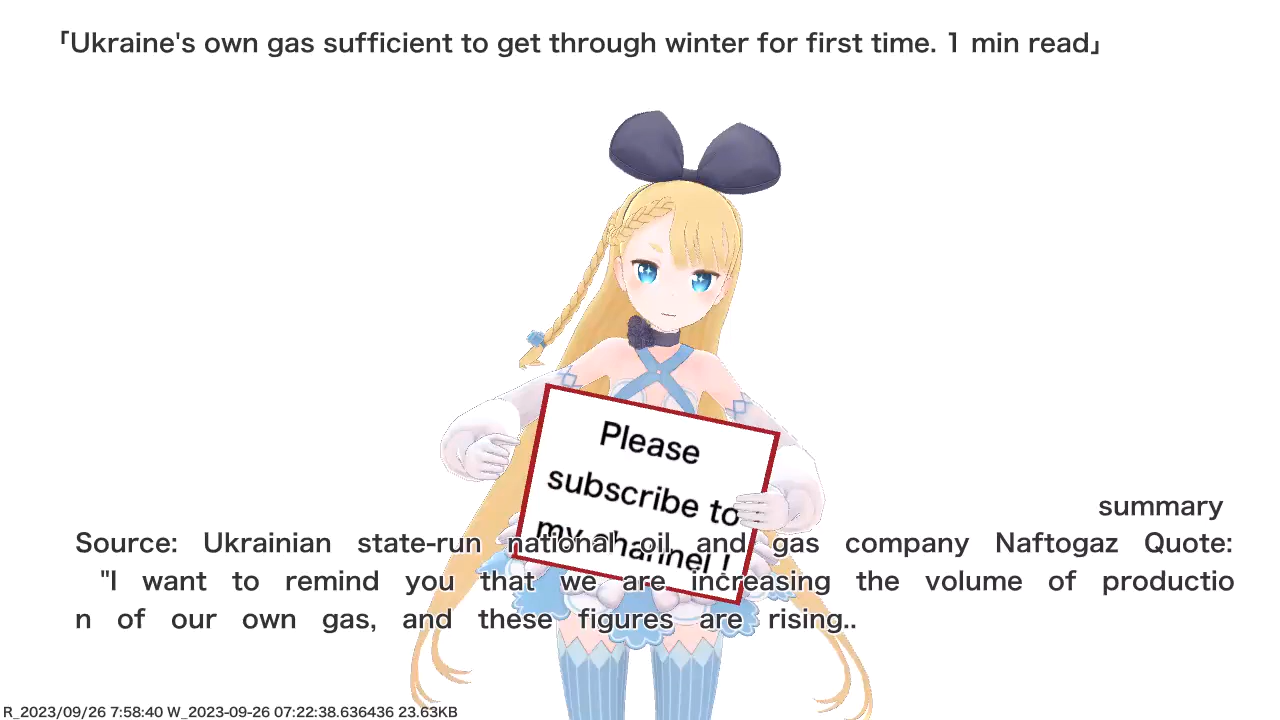 「Ukraine's own gas sufficient to get through winter for first time. 1 min read」
Please
subscribe to
my channel !
summary
Source: Ukrainian state-run national oil and gas company Naftogaz Quote:
"I want to remind you that we are increasing the volume of productio
n of our own gas, and these figures are rising..
R_2023/09/26 7:58:40 W_2023-09-26 07:22:38.636436 23.63KB